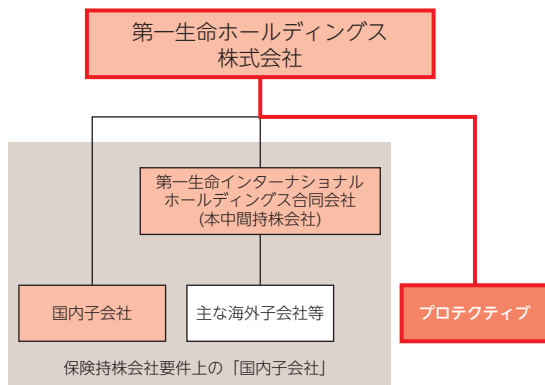 第一生命ホールディングス
株式会社
第一生命インターナショナル
ホールディングス合同会社
(本中間持株会社)
国内子会社
主な海外子会社等
プロテクティブ
保険持株会社要件上の「国内子会社」